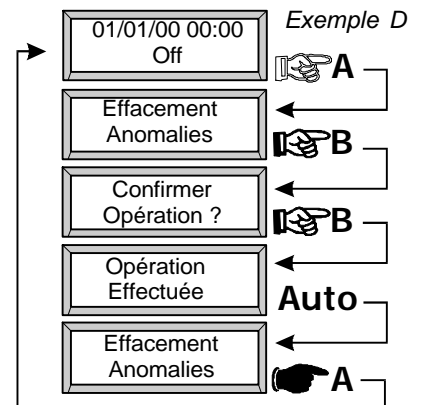 Exemple D
01/01/00 00:00
Off
A
Effacement
Anomalies
B
Confirmer
Opération ?
B
Opération
Effectuée
Auto
Effacement
Anomalies
A